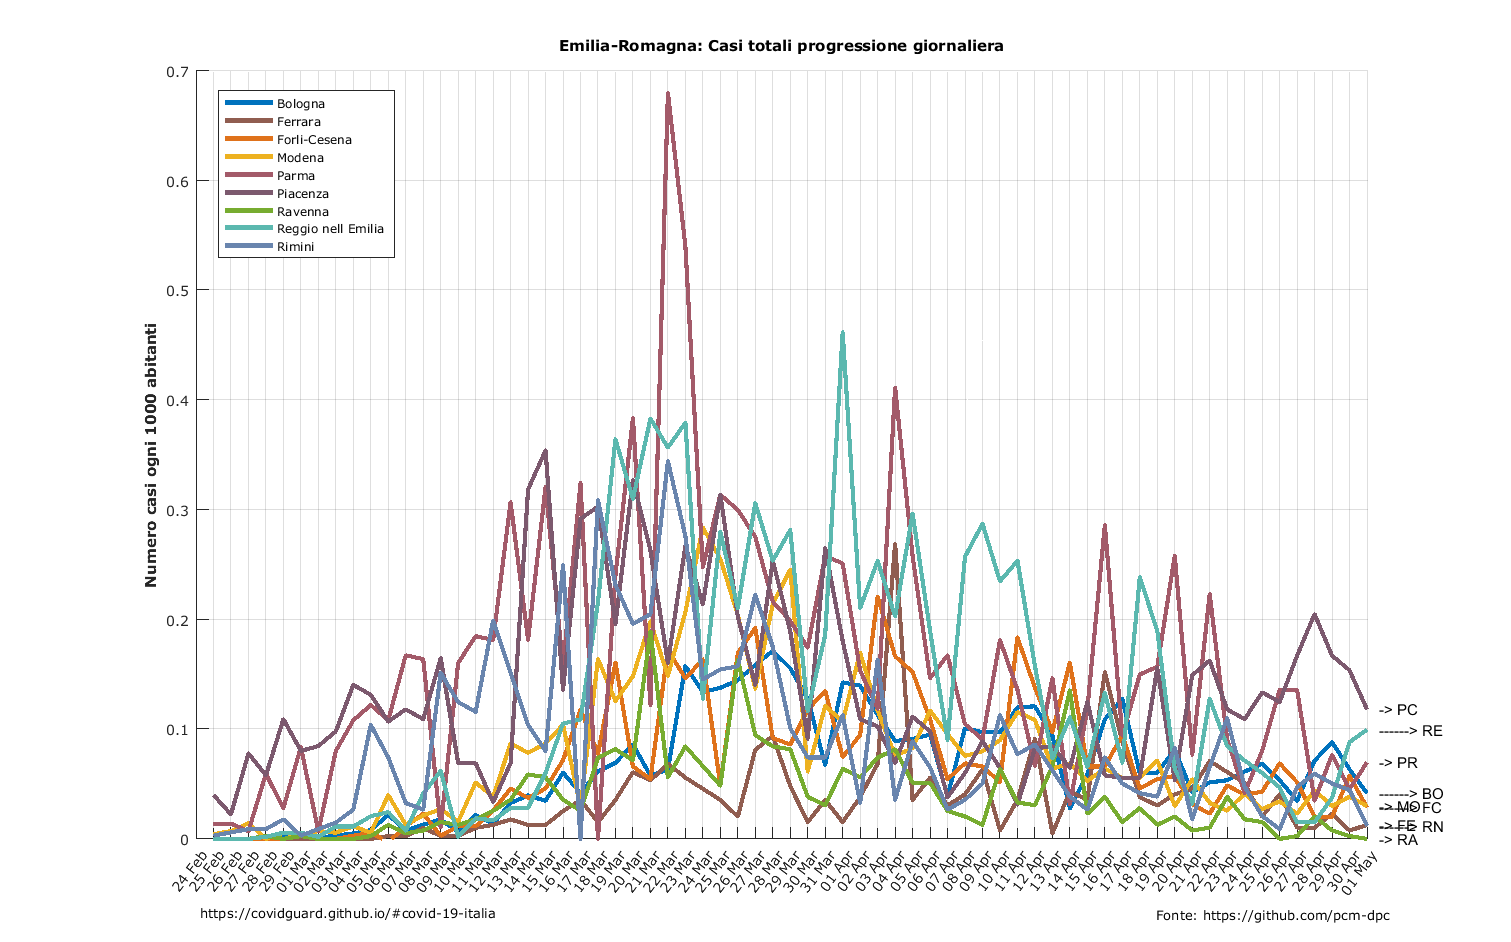 Emilia-Romagna: Casi totali progressione giornaliera
Numero casi ogni 1000 abitanti
0.7
0.6
0.5
0.4
0.3
0.2
0.1
0
Bologna
Ferrara
Forli-Cesena
Modena
Parma
Piacenza
Ravenna
Reggio nell Emilia
Rimini
-> PC
------> RE
-> PR
------> BO
-> MO
------> FC
-> FE
------> RN
-> RA
24 Feb
25 Feb
26 Feb
27 Feb
28 Feb
29 Feb
01 Mar
02 Mar
03 Mar
04 Mar
05 Mar
06 Mar
07 Mar
08 Mar
09 Mar
10 Mar
11 Mar
12 Mar
13 Mar
14 Mar
15 Mar
16 Mar
17 Mar
18 Mar
19 Mar
20 Mar
21 Mar
22 Mar
23 Mar
24 Mar
25 Mar
26 Mar
27 Mar
28 Mar
29 Mar
30 Mar
31 Mar
01 Apr
02 Apr
03 Apr
04 Apr
05 Apr
06 Apr
07 Apr
08 Apr
09 Apr
10 Apr
11 Apr
12 Apr
13 Apr
14 Apr
15 Apr
16 Apr
17 Apr
18 Apr
19 Apr
20 Apr
21 Apr
22 Apr
23 Apr
24 Apr
25 Apr
26 Apr
27 Apr
28 Apr
29 Apr
30 Apr
01 May
https://covidguard.github.io/#covid-19-italia
Fonte: https://github.com/pcm-dpc